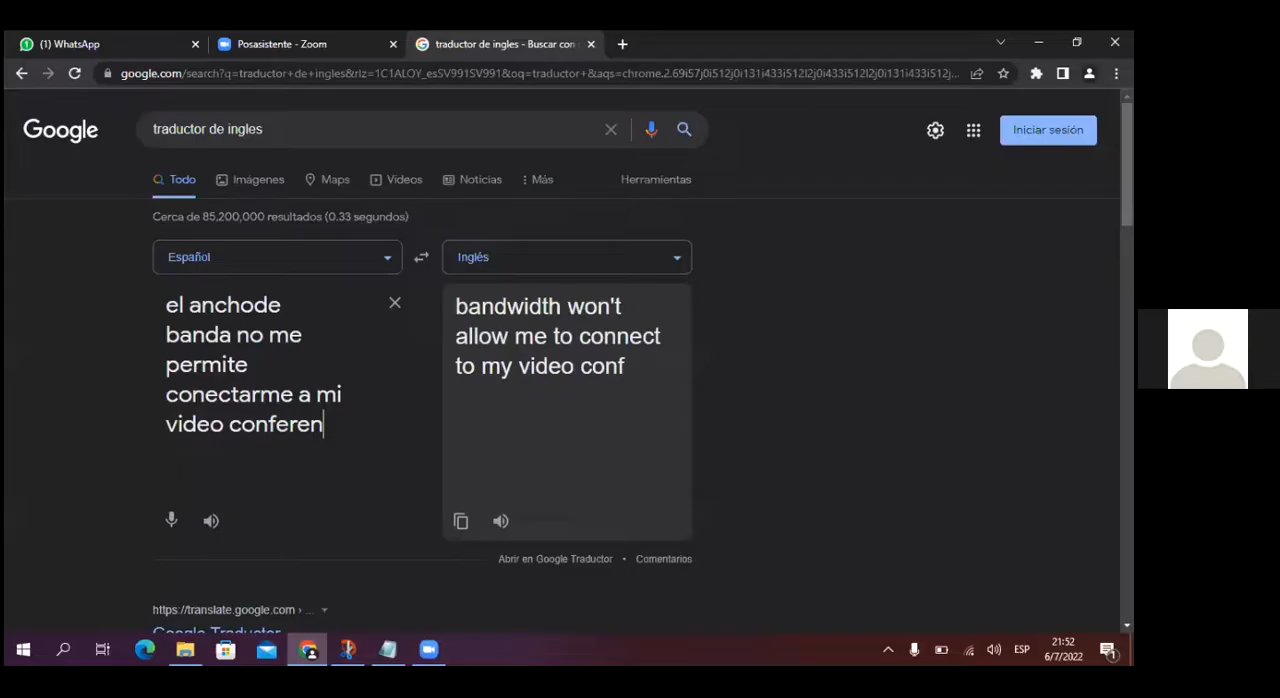 (1) WhatsApp
Posasistente - Zoom
traductor de ingles - Buscar con
google.com/search?q=traductor+de+ingles&rlz=1C1ALOY_esSV991SV991&oq=traductor+&aqs=chrome.2.69i57j0i512j0i131i433i512l2j0i433i512j0i131i433i512j...
Google
traductor de ingles
Iniciar sesión
Todo
Imágenes
Maps
Videos
Noticias
Más
Herramientas
Cerca de 85,200,000 resultados (0.33 segundos)
Español
Inglés
el anchode
banda no me
permite
conectarme a mi
video conferen
bandwidth won't
allow me to connect
to my video conf
Abrir en Google Traductor • Comentarios
https://translate.google.com › ...
Google Traductor
ESP
21:52
6/7/2022
1